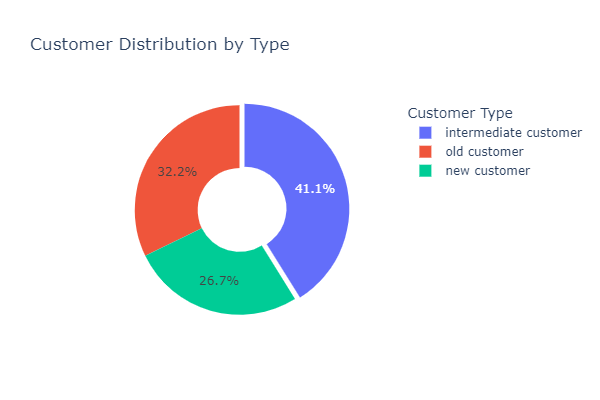 Customer Distribution by Type
Customer Type
intermediate customer
old customer
new customer
32.2%
41.1%
26.7%